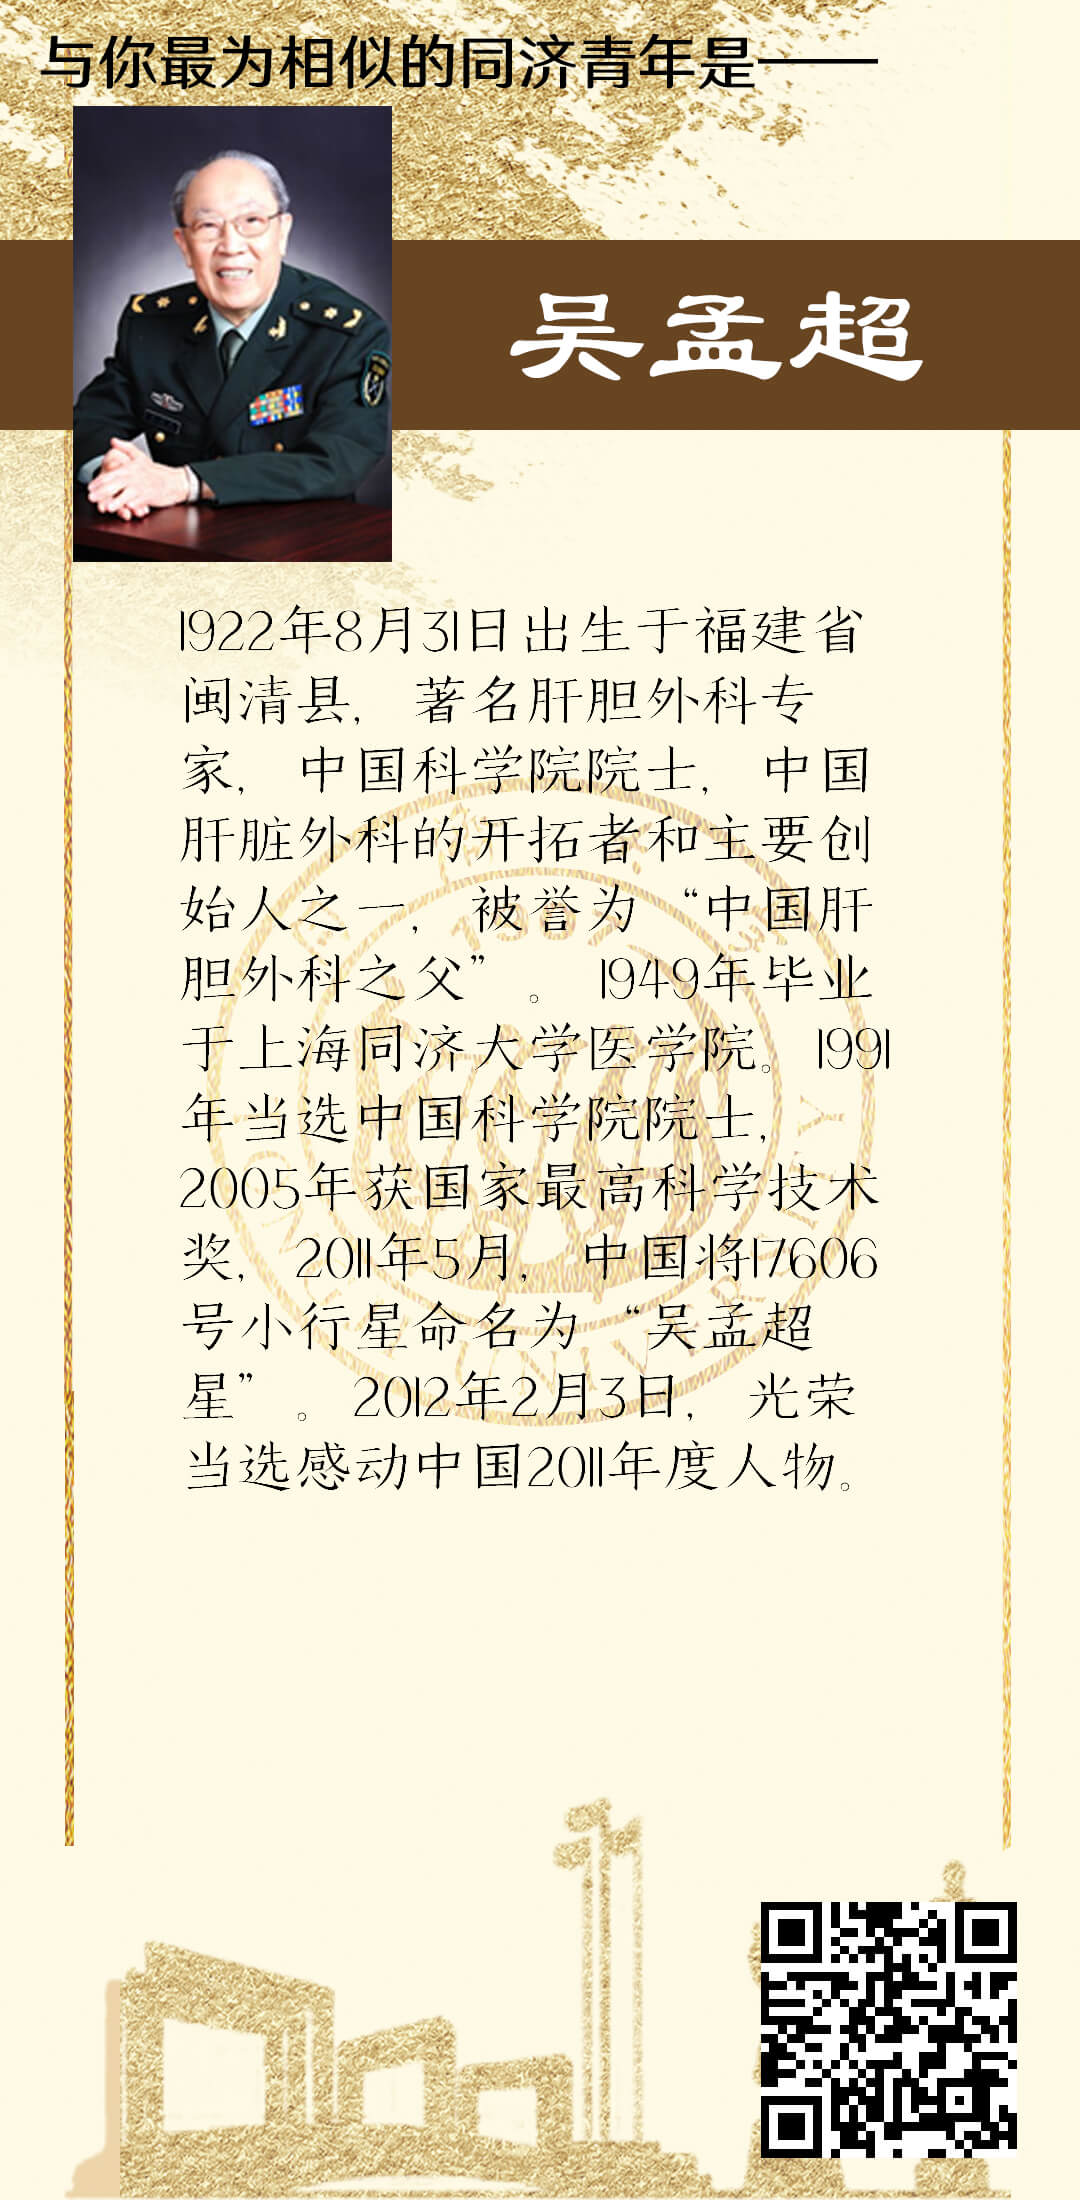 与你最为相似的同济青年是——
吴孟超
1922年8月31日出生于福建省
闽清县，著名肝胆外科专
家，中国科学院院士，中国
肝脏外科的开拓者和主要创
始人之一，被誉为“中国肝
胆外科之父”。1949年毕业
于上海同济大学医学院。1991
年当选中国科学院院士，
2005年获国家最高科学技术
奖，2011年5月，中国将17606
号小行星命名为“吴孟超
星”。2012年2月3日，光荣
当选感动中国2011年度人物。